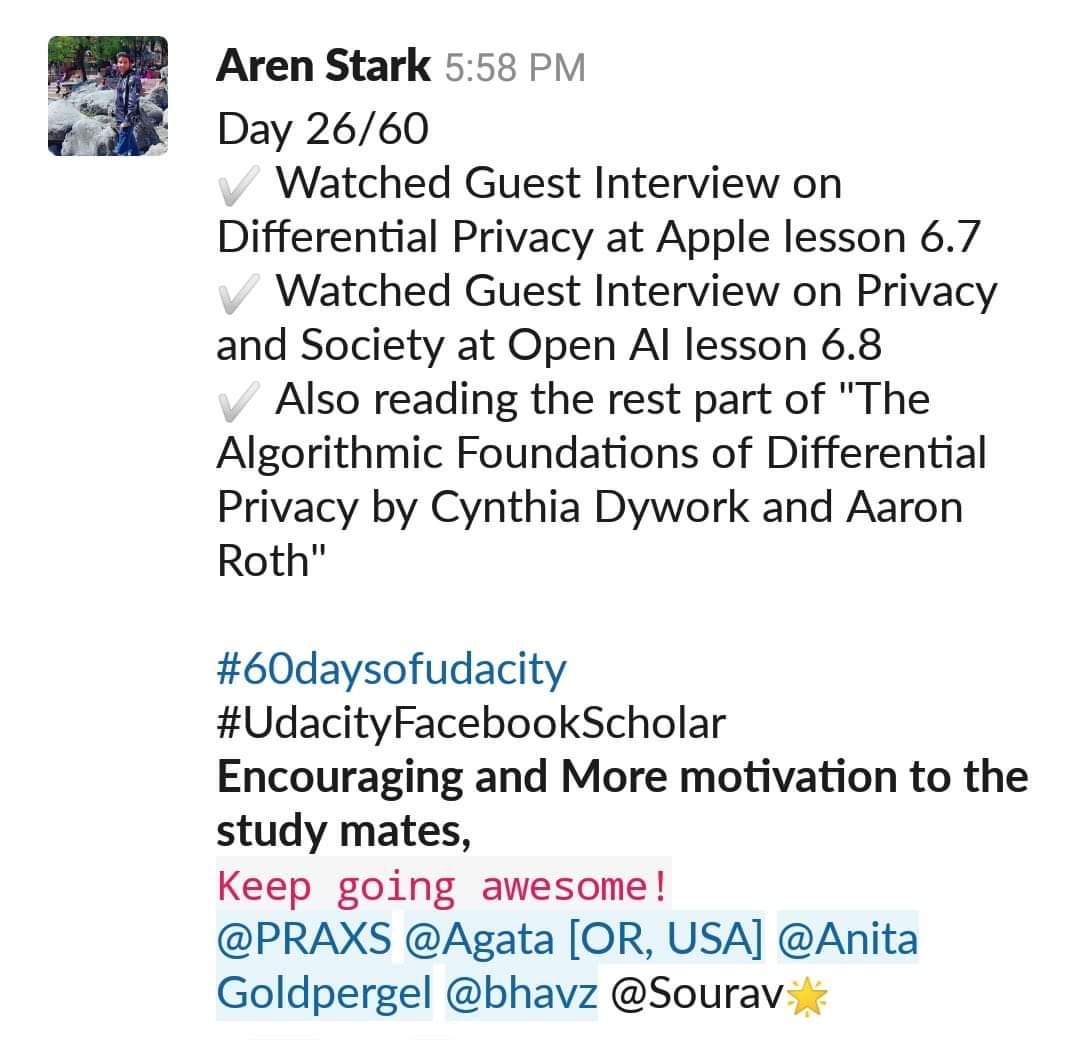 Aren Stark 5:58 PM
Day 26/60
✔ Watched Guest Interview on
Differential Privacy at Apple lesson 6.7
✔ Watched Guest Interview on Privacy
and Society at Open AI lesson 6.8
✔ Also reading the rest part of "The
Algorithmic Foundations of Differential
Privacy by Cynthia Dywork and Aaron
Roth"
#60daysofudacity
#UdacityFacebookScholar
Encouraging and More motivation to the
study mates,
Keep going awesome!
@PRAXS @Agata [OR, USA] @Anita
Goldpergel @bhavz @Sourav🌟